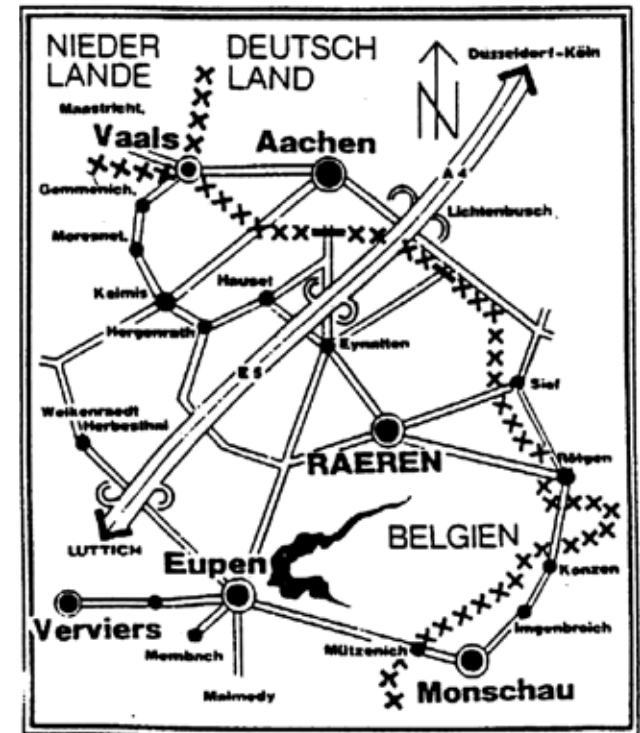 NIEDER
LANDE
DEUTSCH
LAND
N
Düsseldorf-Köln
Maastricht,
Vaals
Aachen
A 4
Gemmenich,
Lichtenbusch
Moresnet,
Kelmis
Hauset
Hergenrath
Eynatten
E 5
Sief
Welkenraedt
Herbesthal
RAEREN
Rötgen
LÜTTICH
BELGIEN
Eupen
Konzen
Verviers
Imgenbroich
Membach
Mützenich
Malmedy
Monschau